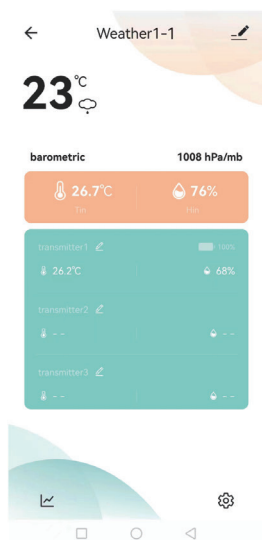 Weather1-1
23℃
barometric 1008 hPa/mb
26.7℃ 76%
Tin Hin
transmitter1 100%
26.2℃ 68%
transmitter2
-- --
transmitter3
-- --